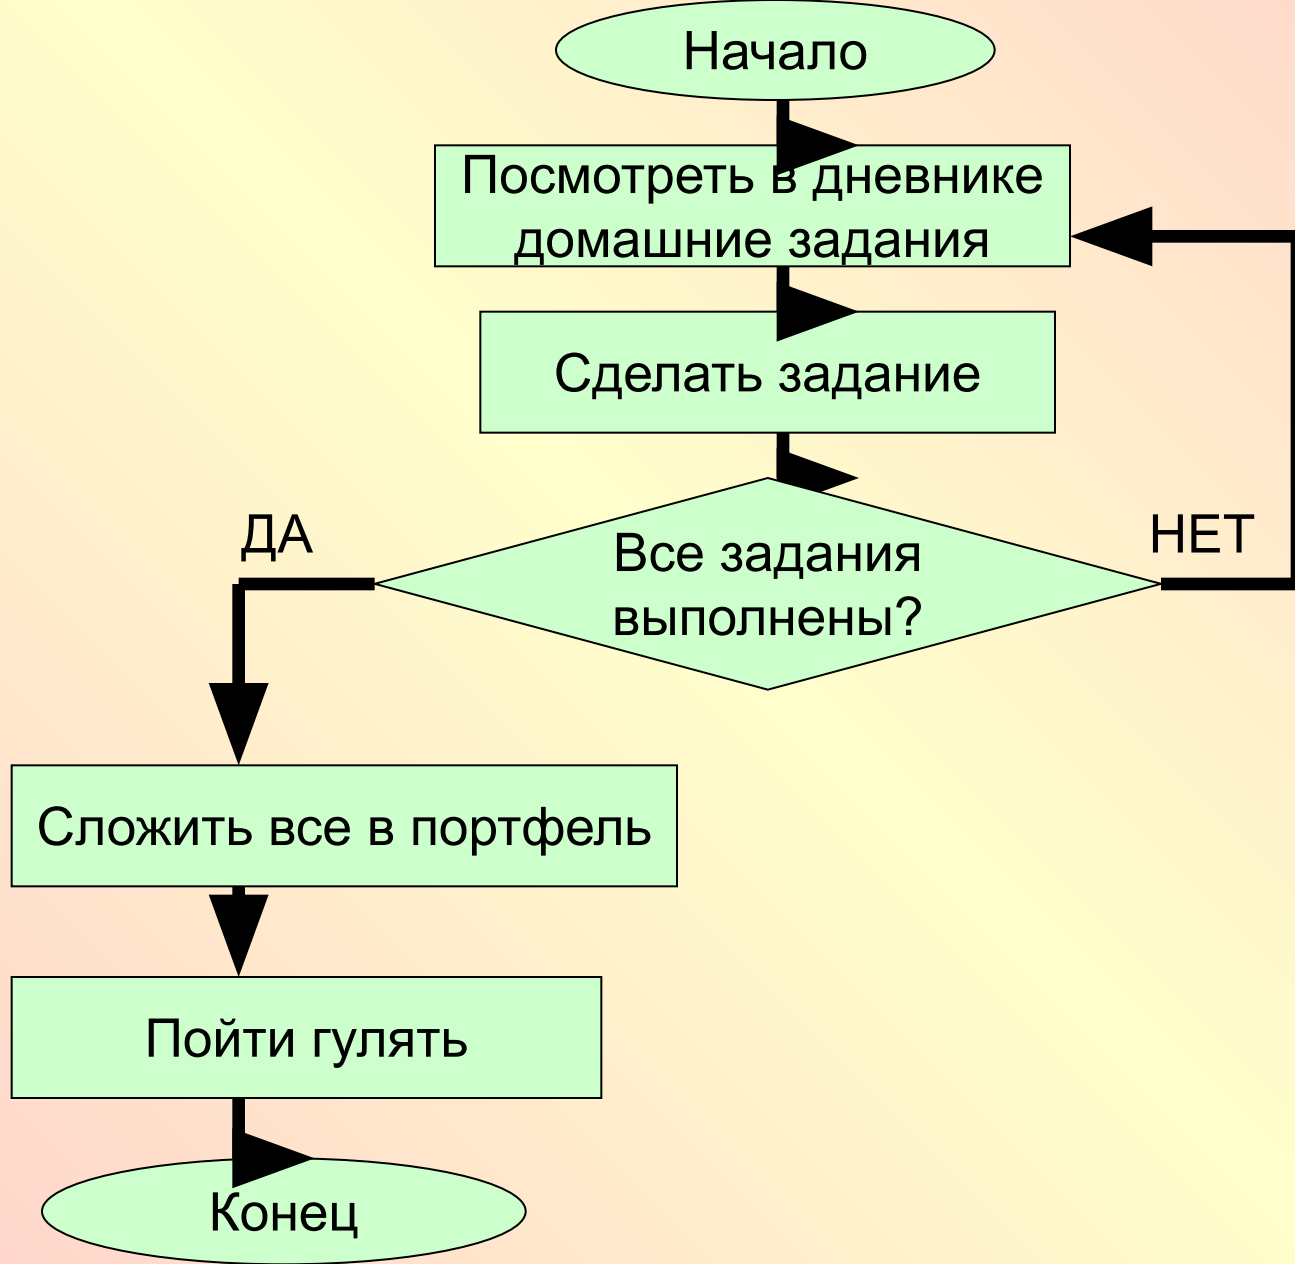 Начало
Посмотреть в дневнике
домашние задания
Сделать задание
ДА
НЕТ
Все задания
выполнены?
Сложить все в портфель
Пойти гулять
Конец